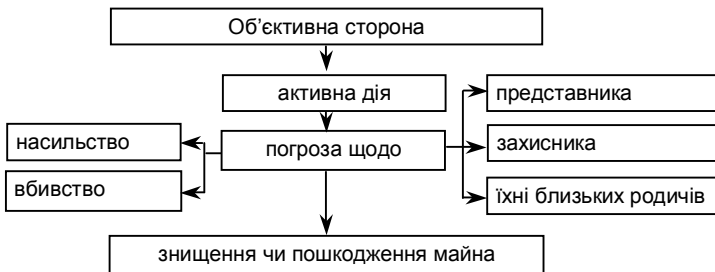 Об’єктивна сторона
активна дія
представника
насильство
погроза щодо
захисника
вбивство
їхні близьких родичів
знищення чи пошкодження майна